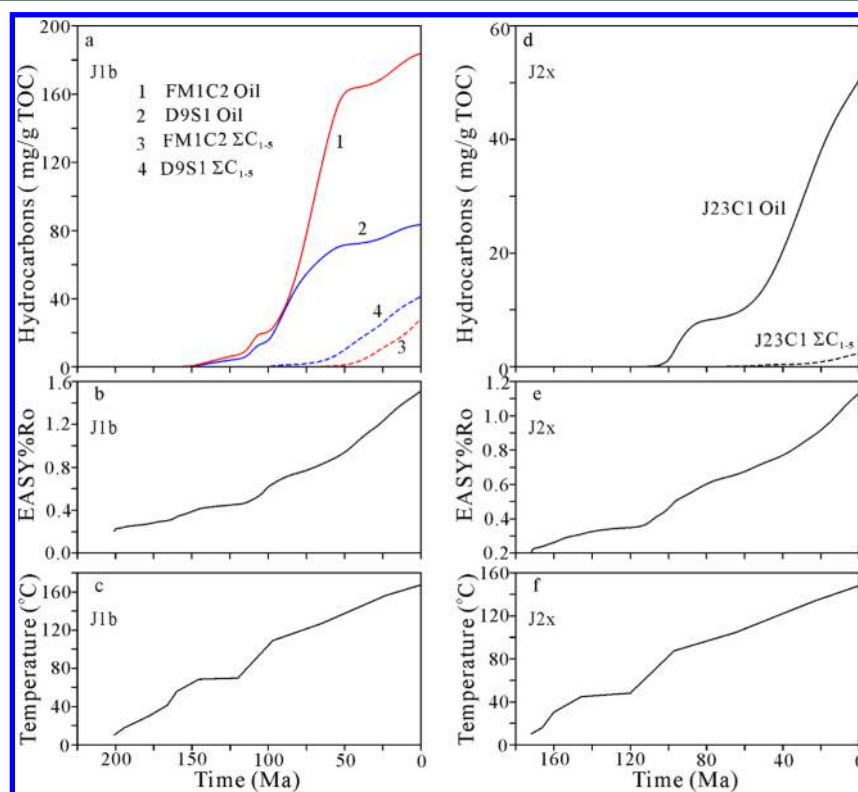 a
J1b
1 FM1C2 Oil
2 D9S1 Oil
3 FM1C2 ΣC₁₋₅
4 D9S1 ΣC₁₋₅
1
2
4
3
200
160
120
80
40
0
Hydrocarbons ( mg/g TOC)
d
J2x
J23C1 Oil
J23C1 ΣC₁₋₅
60
40
20
0
Hydrocarbons ( mg/g TOC)
b
J1b
1.6
1.2
0.8
0.4
0.0
EASY%Ro
e
J2x
1.2
1.0
0.8
0.6
0.4
0.2
EASY%Ro
c
J1b
160
120
80
40
0
Temperature (°C)
200 150 100 50 0
Time (Ma)
f
J2x
160
120
80
40
0
Temperature (°C)
160 120 80 40 0
Time (Ma)